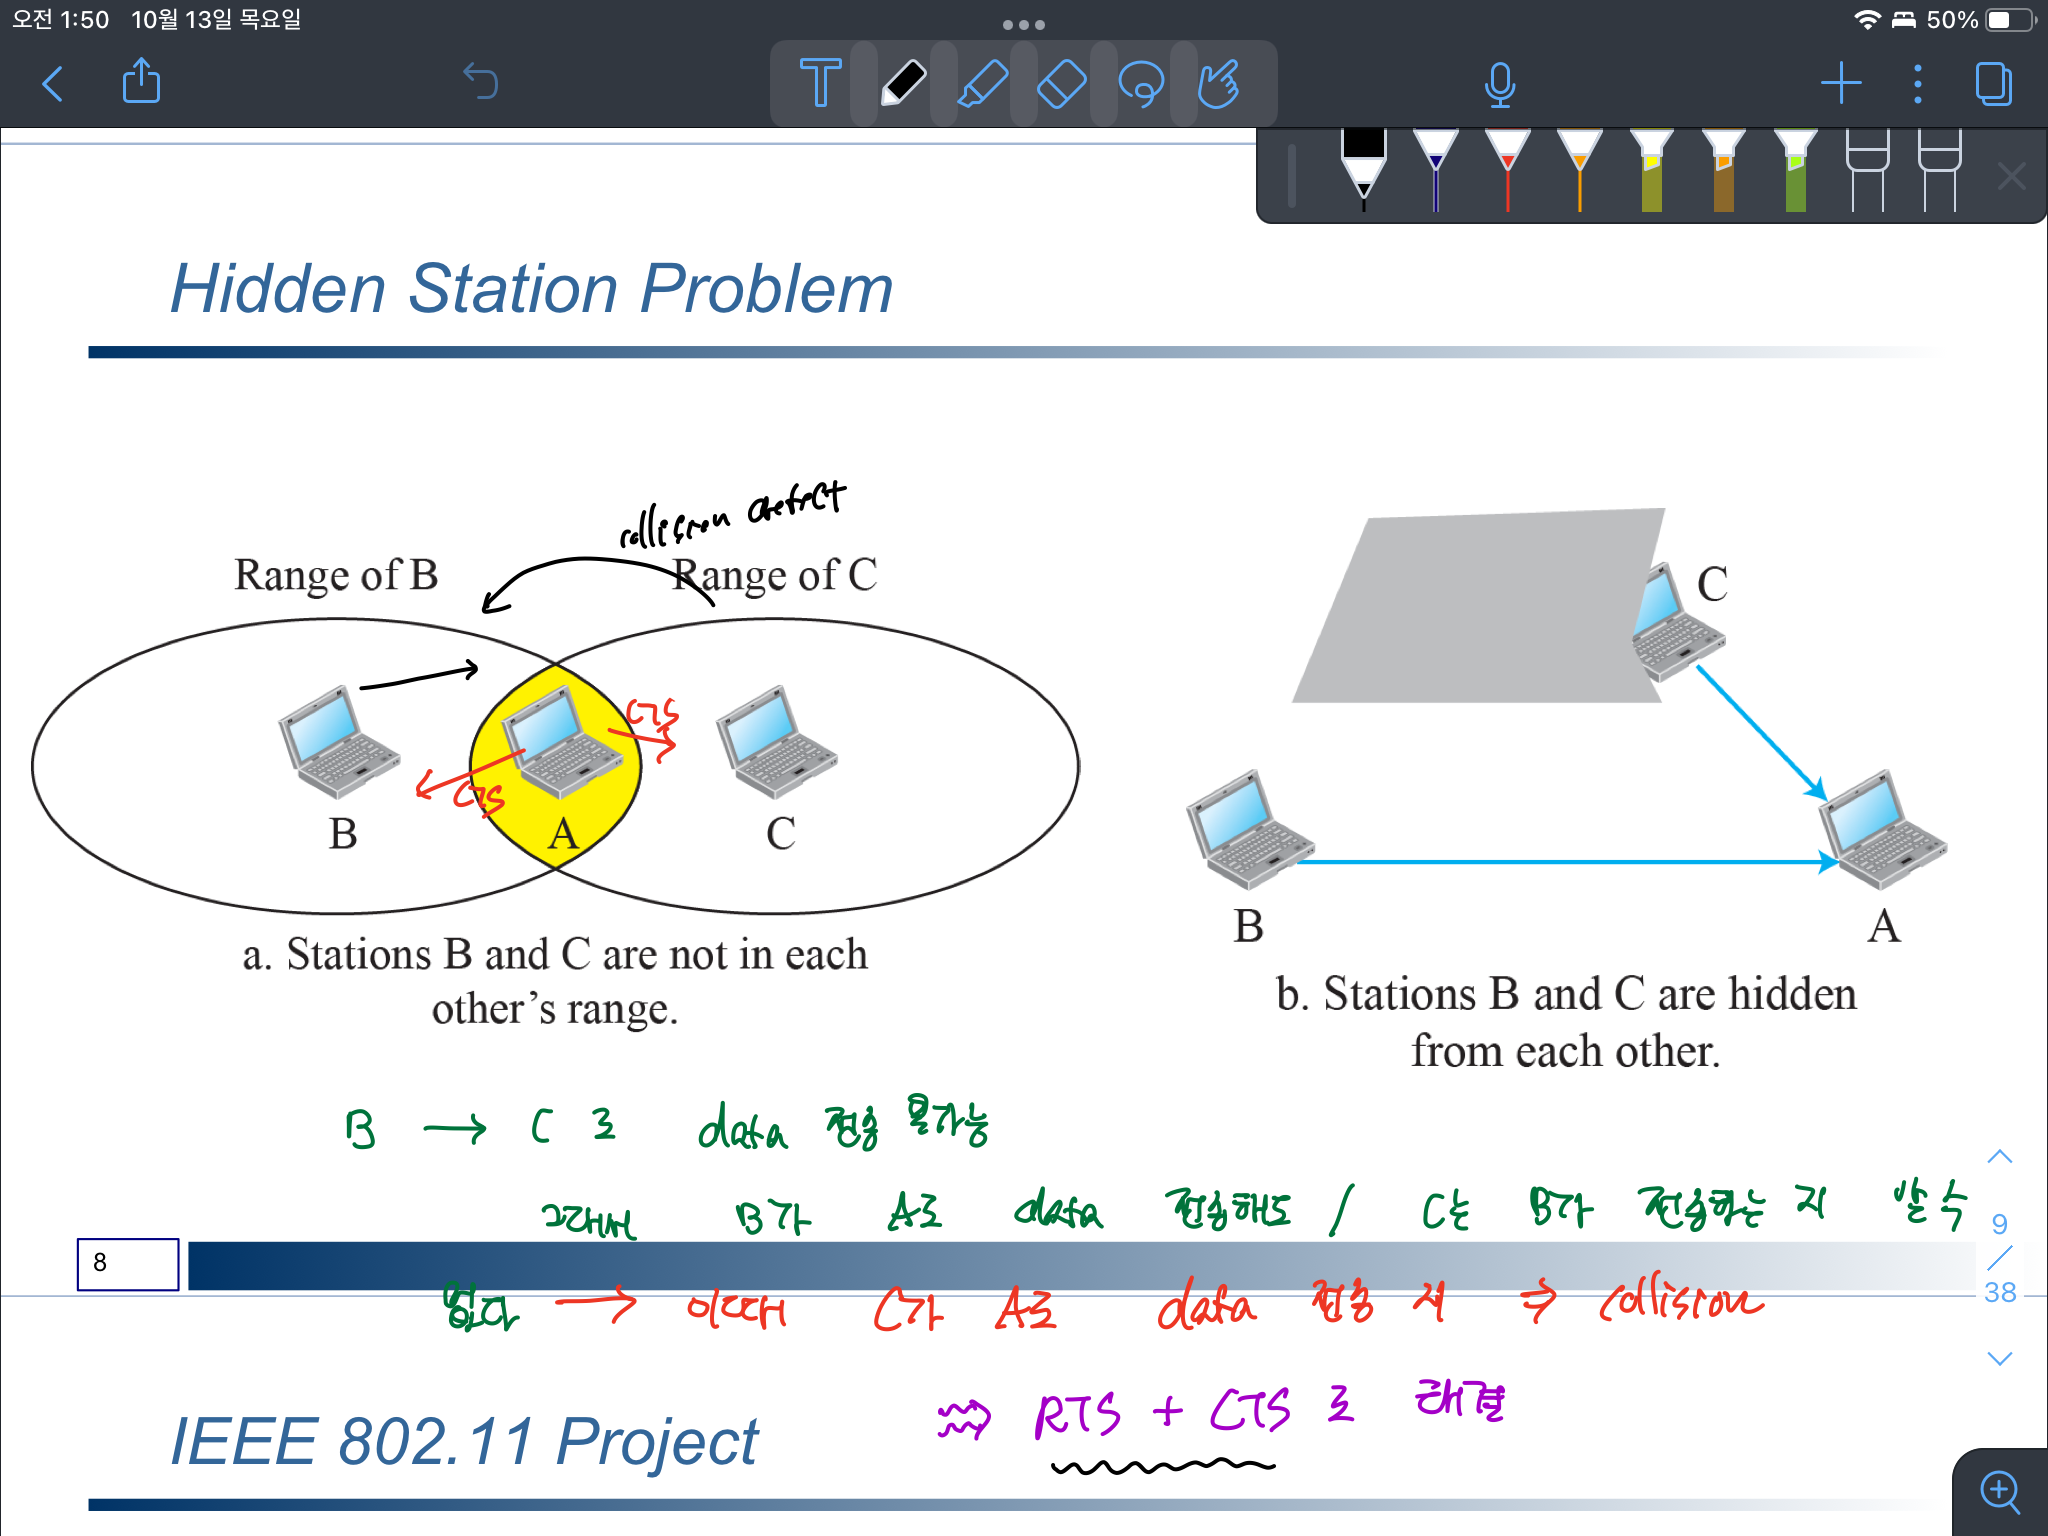 오전 1:50 10월 13일 목요일
50%
Hidden Station Problem
collision detect
Range of B
Range of C
C
CTS
CTS
B
A
C
B
A
a. Stations B and C are not in each
other’s range.
b. Stations B and C are hidden
from each other.
B → C 로 data 전송 불가능
그래서 B가 A로 data 전송해도 / C는 B가 전송하는 지 알 수
9
8
없다 → 이때 C가 A로 data 전송 시 ⇒ collision
/
38
⇒ RTS + CTS 로 해결
IEEE 802.11 Project